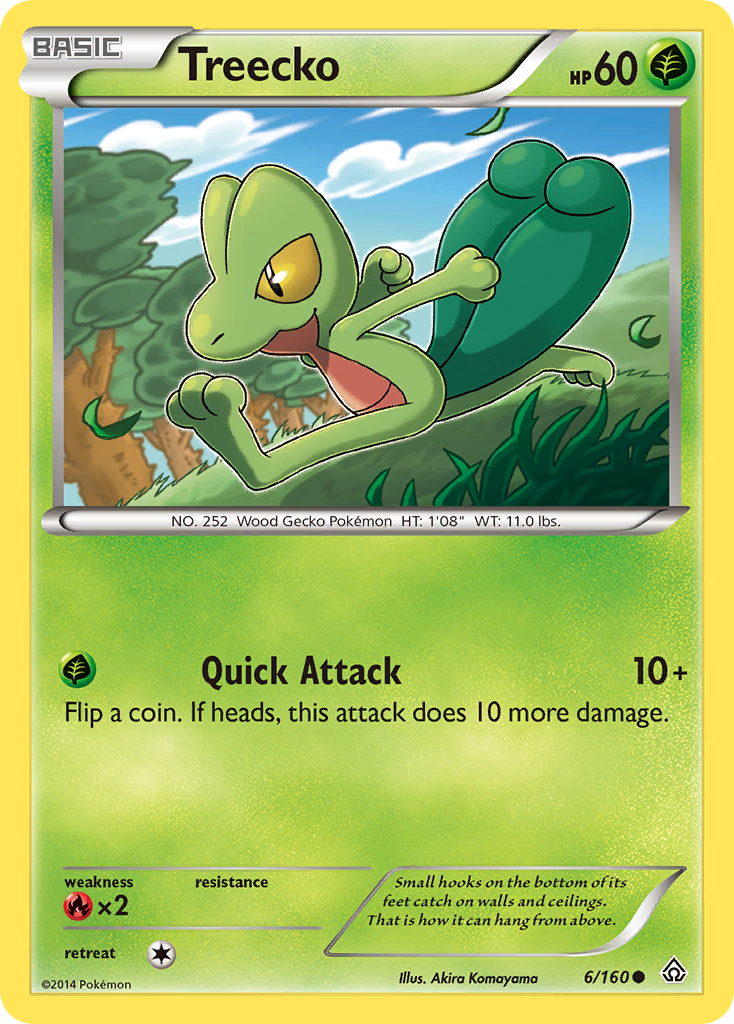 BASIC
Treecko
HP60
NO. 252 Wood Gecko Pokémon HT: 1'08" WT: 11.0 lbs.
Quick Attack 10+
Flip a coin. If heads, this attack does 10 more damage.
weakness resistance
×2
Small hooks on the bottom of its
feet catch on walls and ceilings.
That is how it can hang from above.
retreat
©2014 Pokémon
Illus. Akira Komayama 6/160